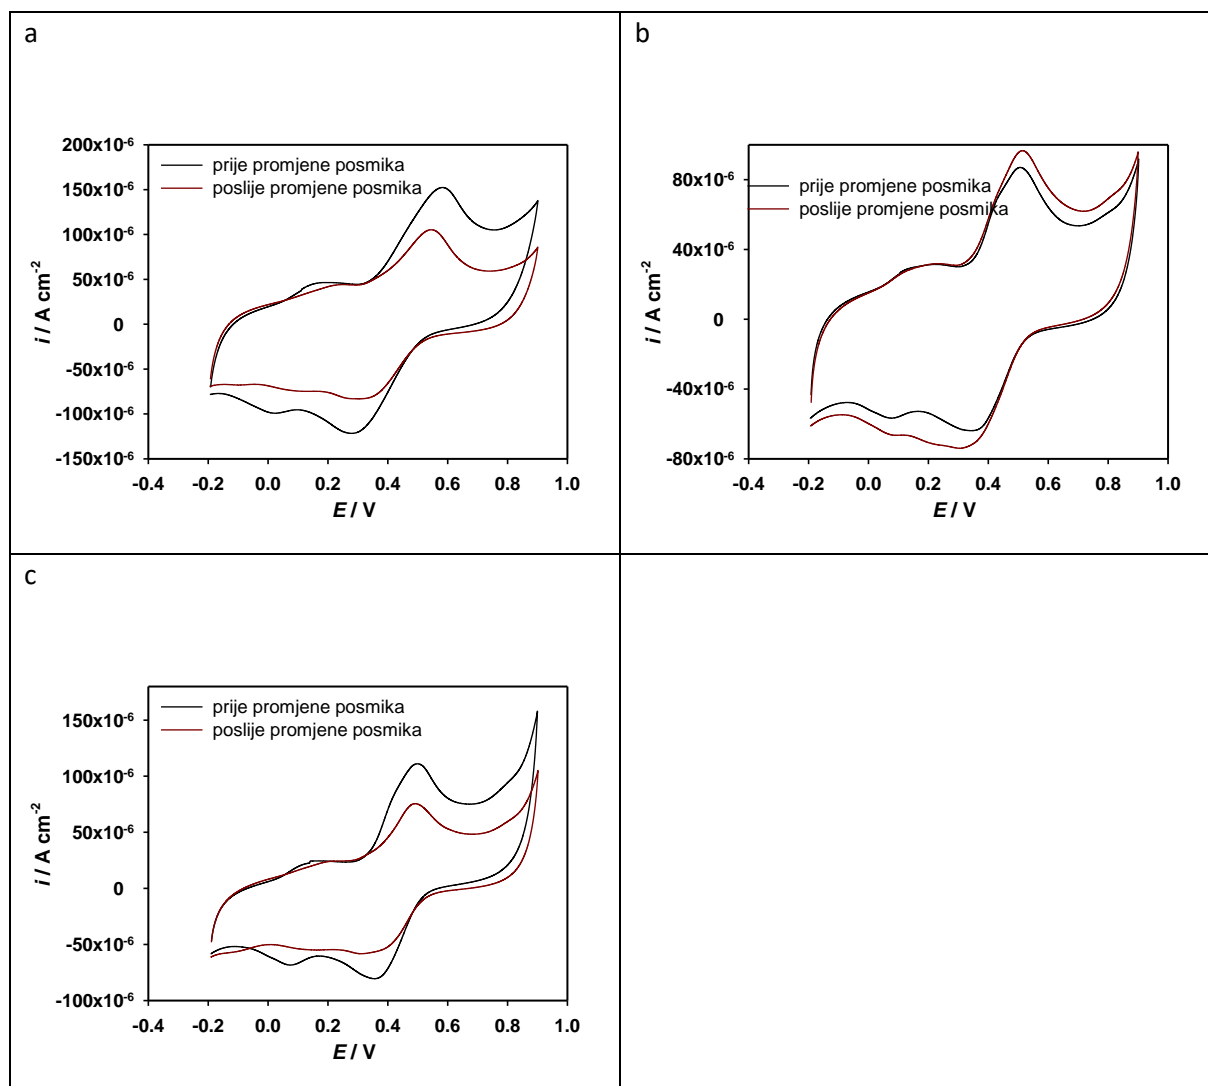 a
200x10-6
150x10-6
100x10-6
50x10-6
0
-50x10-6
-100x10-6
-150x10-6
prije promjene posmika
poslije promjene posmika
-0.4 -0.2 0.0 0.2 0.4 0.6 0.8 1.0
E / V
i / A cm-2
b
80x10-6
40x10-6
0
-40x10-6
-80x10-6
prije promjene posmika
poslije promjene posmika
-0.4 -0.2 0.0 0.2 0.4 0.6 0.8 1.0
E / V
i / A cm-2
c
150x10-6
100x10-6
50x10-6
0
-50x10-6
-100x10-6
prije promjene posmika
poslije promjene posmika
-0.4 -0.2 0.0 0.2 0.4 0.6 0.8 1.0
E / V
i / A cm-2